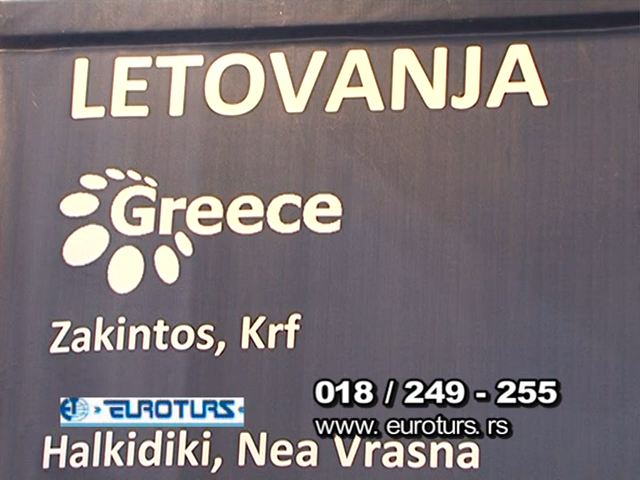 LETOVANJA
Greece
Zakintos, Krf
018 / 249 - 255
EUROTURS
www. euroturs. rs
Halkidiki, Nea Vrasna